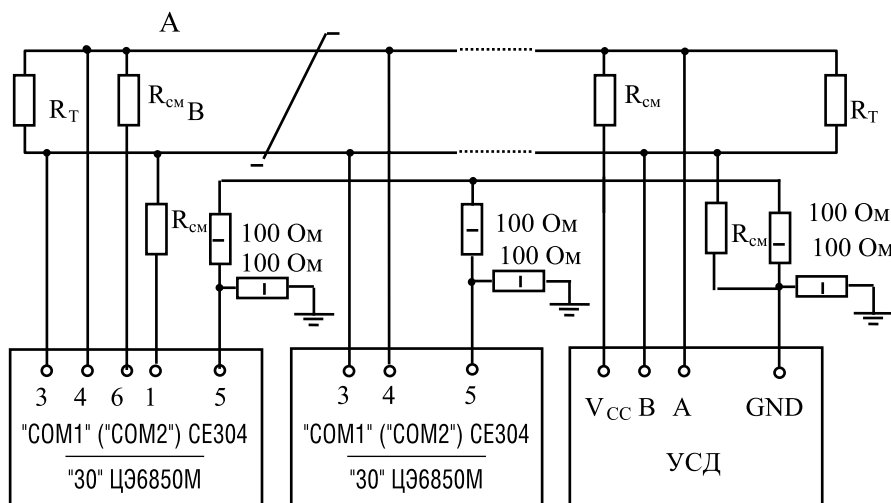 А
R_T
R_см
В
R_см
R_T
R_см
100 Ом
100 Ом
100 Ом
100 Ом
R_см
100 Ом
100 Ом
3 4 6 1 5
"COM1" ("COM2") CE304
"30" ЦЭ6850М
3 4 5
"COM1" ("COM2") CE304
"30" ЦЭ6850М
V_CC B A GND
УСД